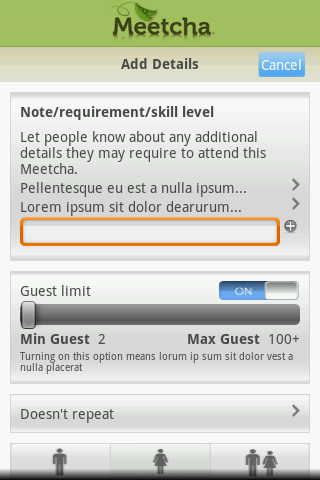 Meetcha
Add Details
Cancel
Note/requirement/skill level
Let people know about any additional
details they may require to attend this
Meetcha.
Pellentesque eu est a nulla ipsum...
Lorem ipsum sit dolor dearurum...
Guest limit
ON
Min Guest 2
Max Guest 100+
Turning on this option means lorum ip sum sit dolor vest a
nulla placerat
Doesn't repeat